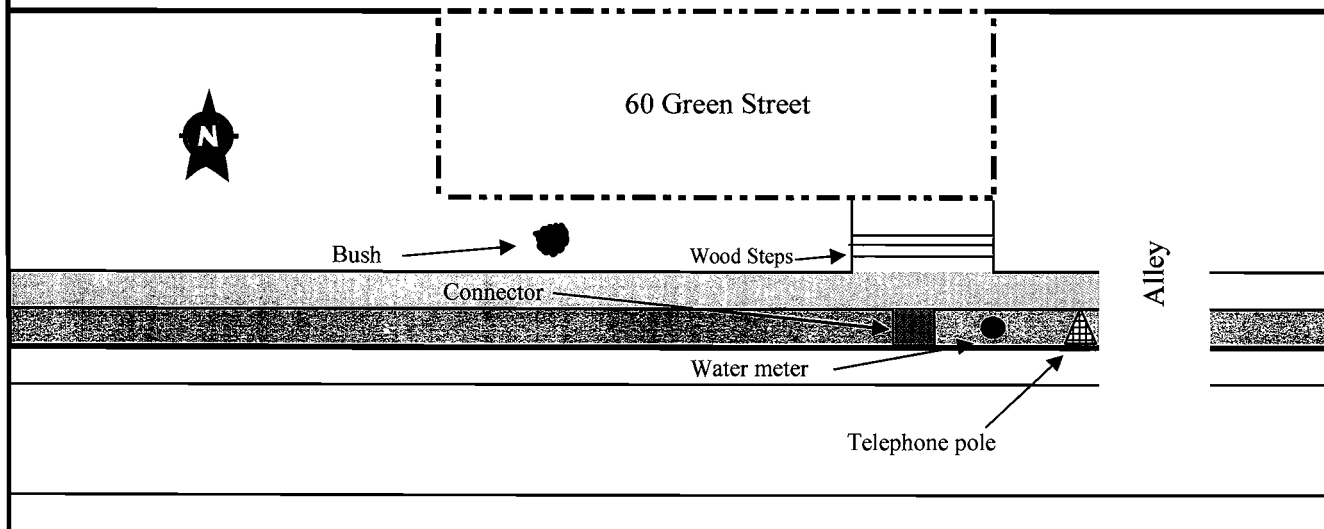 60 Green Street
N
Bush
Wood Steps
Alley
Connector
Water meter
Telephone pole